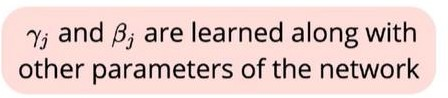 γⱼ and βⱼ are learned along with
other parameters of the network